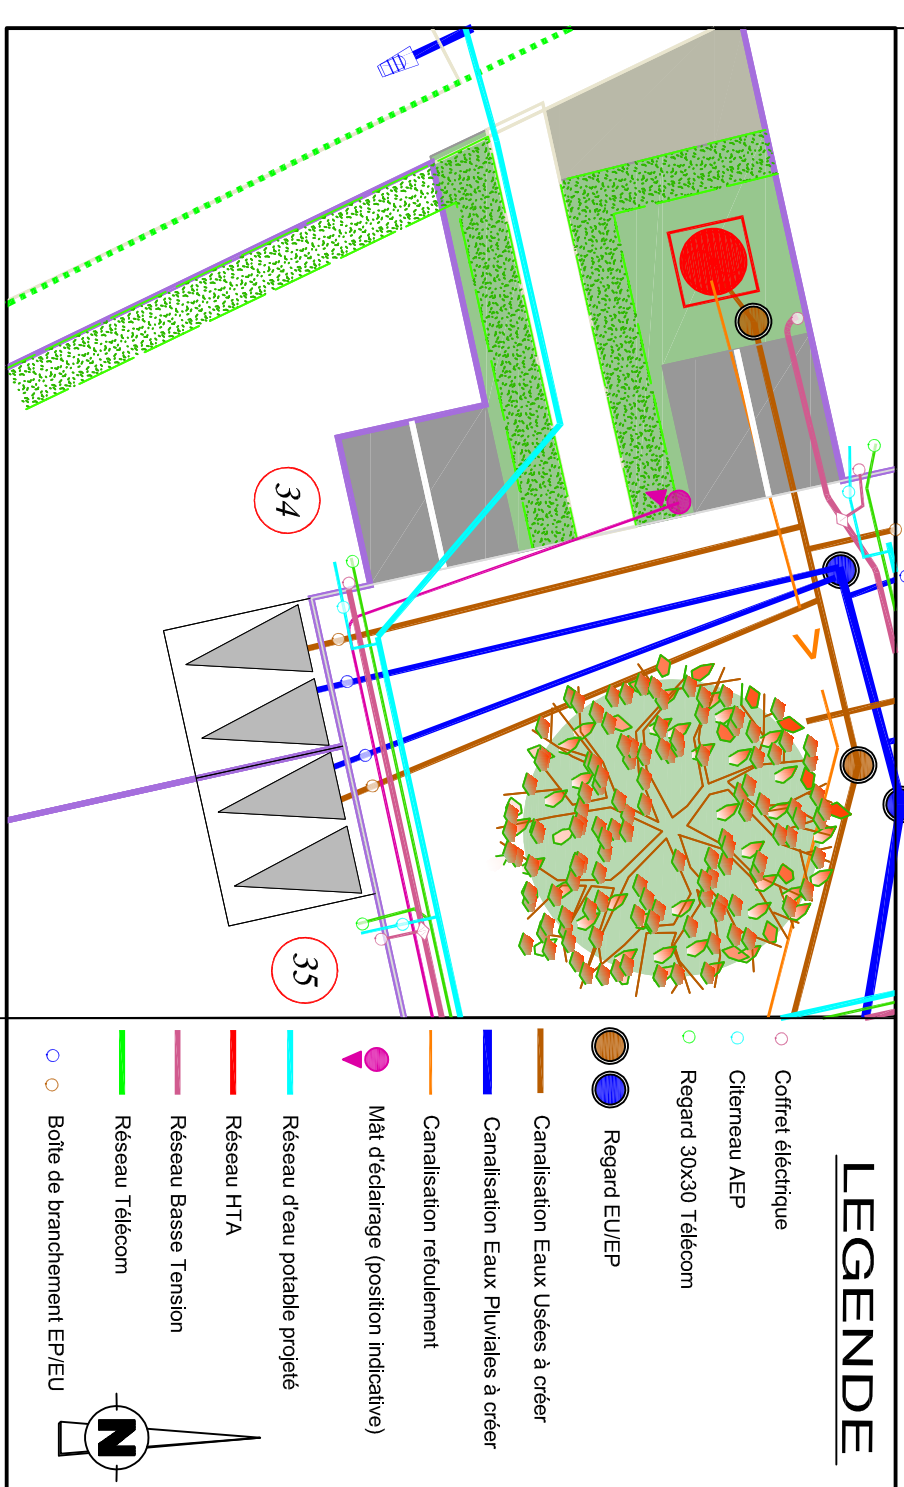 34
35
LEGENDE
Coffret éléctrique
Citerneau AEP
Regard 30x30 Télécom
Regard EU/EP
Canalisation Eaux Usées à créer
Canalisation Eaux Pluviales à créer
Canalisation refoulement
Mât d'éclairage (position indicative)
Réseau d'eau potable projeté
Réseau HTA
Réseau Basse Tension
Réseau Télécom
Boîte de branchement EP/EU
N